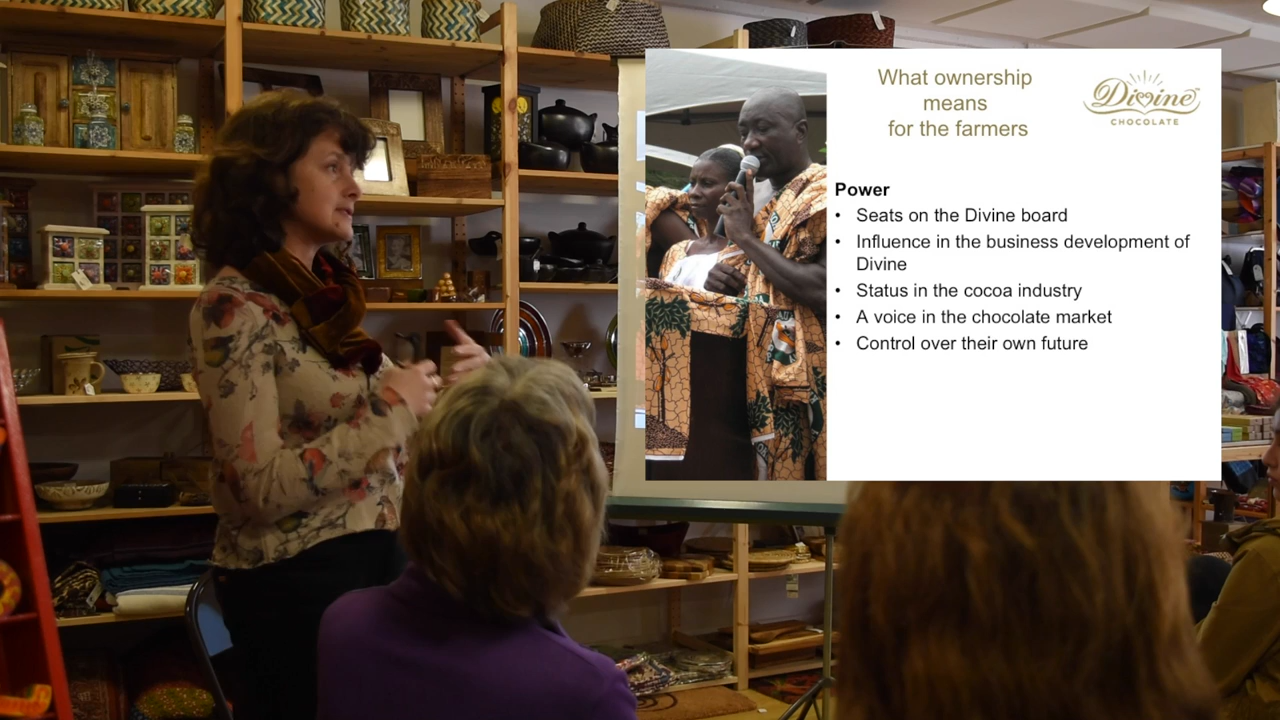 What ownership
means
for the farmers
Divine
CHOCOLATE
Power
• Seats on the Divine board
• Influence in the business development of
Divine
• Status in the cocoa industry
• A voice in the chocolate market
• Control over their own future